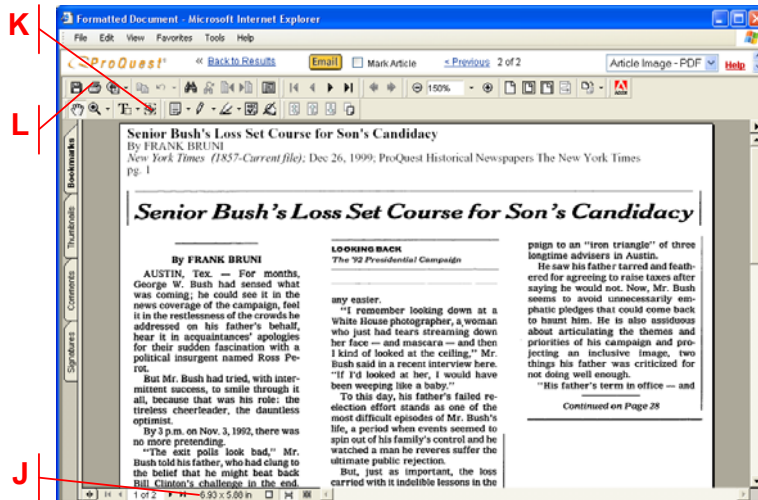 Formatted Document - Microsoft Internet Explorer
K
File Edit View Favorites Tools Help
ProQuest « Back to Results Email Mark Article < Previous 2 of 2 Article Image - PDF Help
150%
L
Adobe
Bookmarks
Thumbnails
Comments
Signatures
Senior Bush's Loss Set Course for Son's Candidacy
By FRANK BRUNI
New York Times (1857-Current file); Dec 26, 1999; ProQuest Historical Newspapers The New York Times
pg. 1
Senior Bush's Loss Set Course for Son's Candidacy
By FRANK BRUNI
AUSTIN, Tex. — For months,
George W. Bush had sensed what
was coming; he could see it in the
news coverage of the campaign, feel
it in the restlessness of the crowds he
addressed on his father's behalf,
hear it in acquaintances' apologies
for their sudden fascination with a
political insurgent named Ross Pe-
rot.
But Mr. Bush had tried, with inter-
mittent success, to smile through it
all, because that was his role: the
tireless cheerleader, the dauntless
optimist.
By 3 p.m. on Nov. 3, 1992, there was
no more pretending.
"The exit polls look bad," Mr.
Bush told his father, who had clung to
the belief that he might beat back
Bill Clinton's challenge in the end.
LOOKING BACK
The '92 Presidential Campaign
any easier.
"I remember looking down at a
White House photographer, a woman
who just had tears streaming down
her face — and mascara — and then
I kind of looked at the ceiling," Mr.
Bush said in a recent interview here.
"If I'd looked at her, I would have
been weeping like a baby."
To this day, his father's failed re-
election effort stands as one of the
most difficult episodes of Mr. Bush's
life, a period when events seemed to
spin out of his family's control and he
watched a man he reveres suffer the
ultimate public rejection.
But, just as important, the loss
carried with it indelible lessons in the
paign to an "iron triangle" of three
longtime advisers in Austin.
He saw his father tarred and feath-
ered for agreeing to raise taxes after
saying he would not. Now, Mr. Bush
seems to avoid unnecessarily em-
phatic pledges that could come back
to haunt him. He is also assiduous
about articulating the themes and
priorities of his campaign and pro-
jecting an inclusive image, two
things his father was criticized for
not doing well enough.
"His father's term in office — and
Continued on Page 28
J
1 of 2 6.93 x 5.00 in